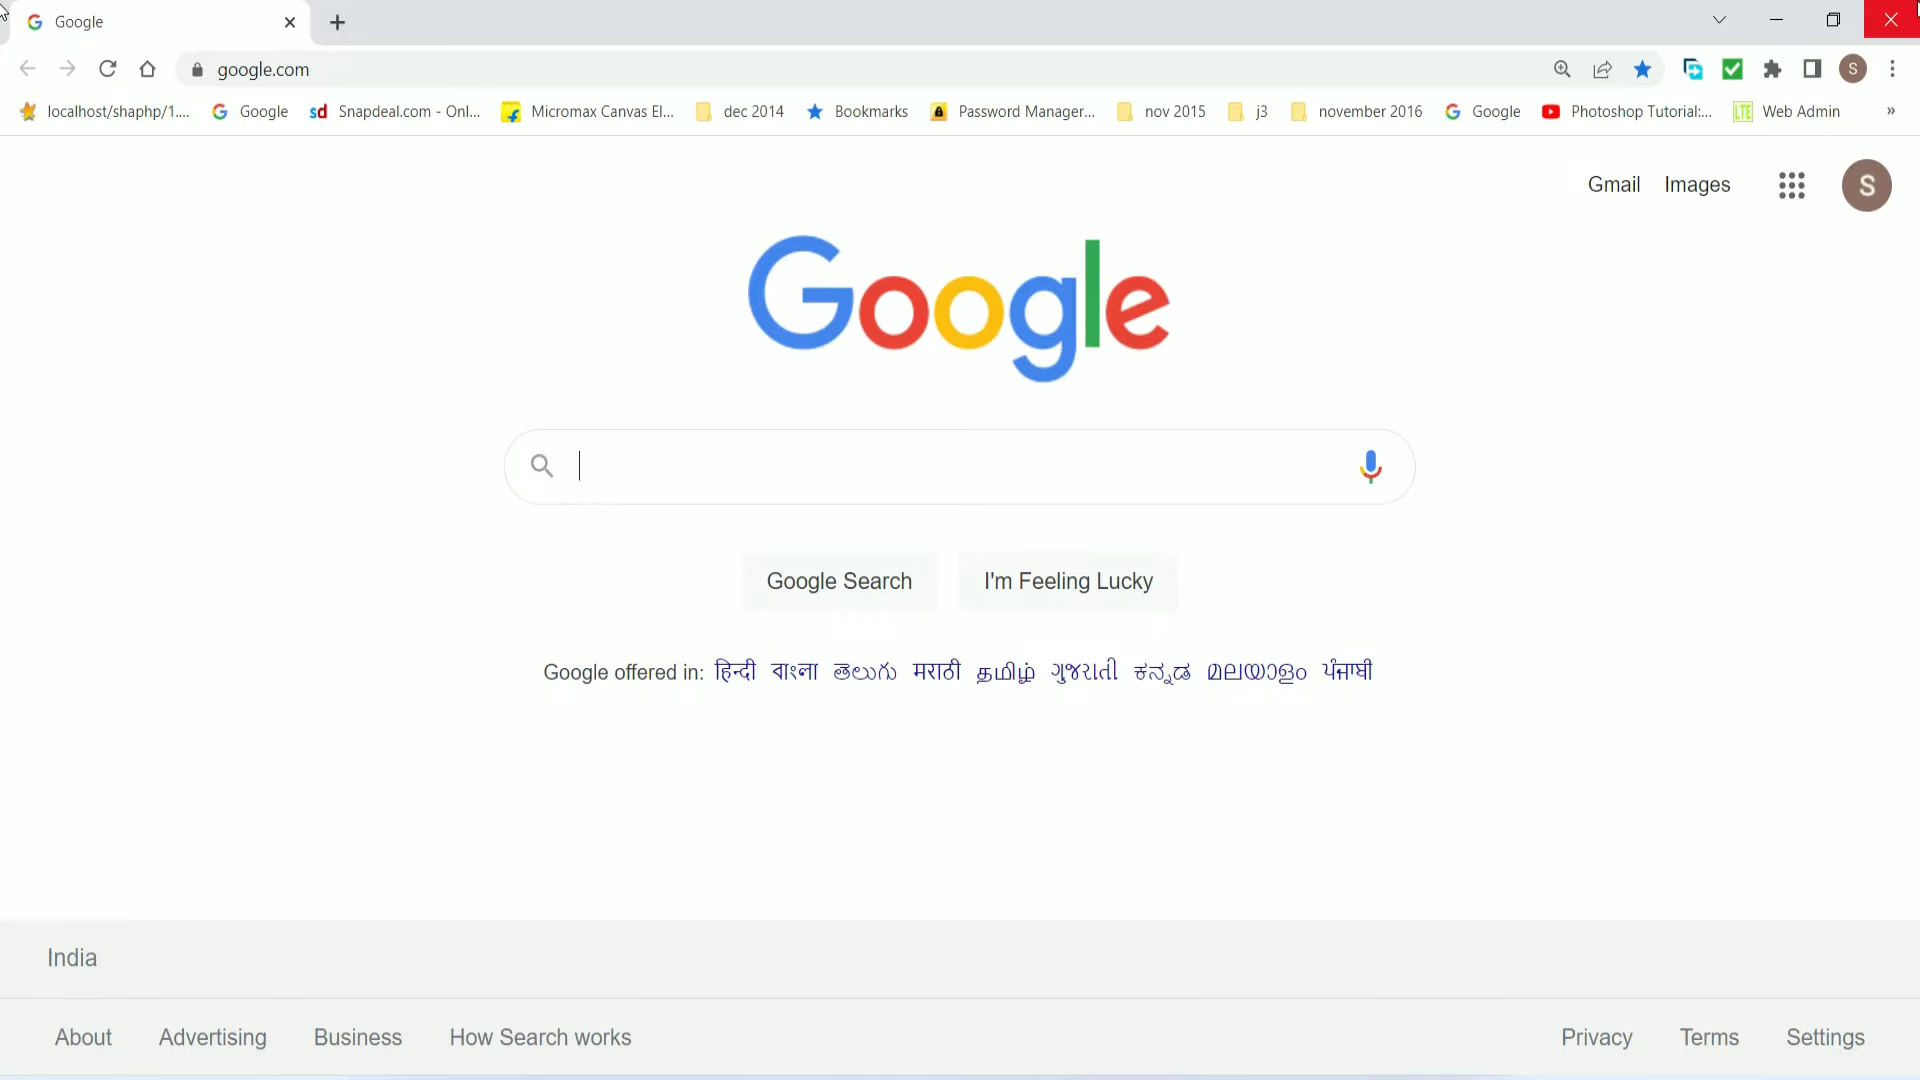 Google
google.com
S
localhost/shaphp/1.... Google sd Snapdeal.com - Onl... Micromax Canvas El... dec 2014 Bookmarks Password Manager... nov 2015 j3 november 2016 Google Photoshop Tutorial:... LTE Web Admin »
Gmail Images S
Google
Google Search I'm Feeling Lucky
Google offered in: हिन्दी বাংলা తెలుగు मराठी தமிழ் ગુજરાતી ಕನ್ನಡ മലയാളം ਪੰਜਾਬੀ
India
About Advertising Business How Search works Privacy Terms Settings